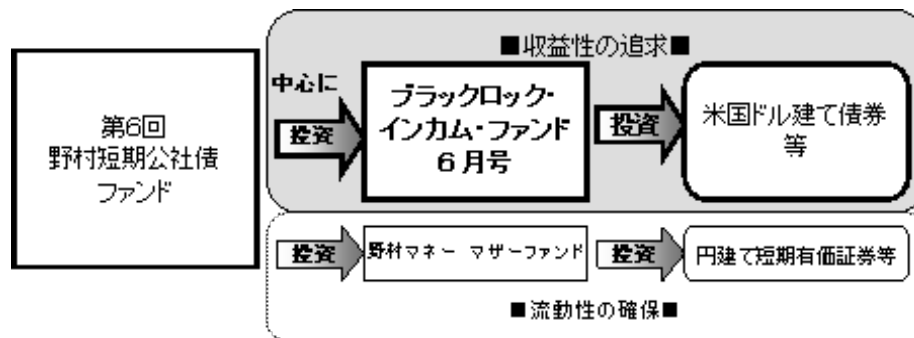 ■収益性の追求■
第6回
野村短期公社債
ファンド
中心に
投資
ブラックロック・
インカム・ファンド
6月号
投資
米国ドル建て債券
等
投資
野村マネー マザーファンド
投資
円建て短期有価証券等
■流動性の確保■